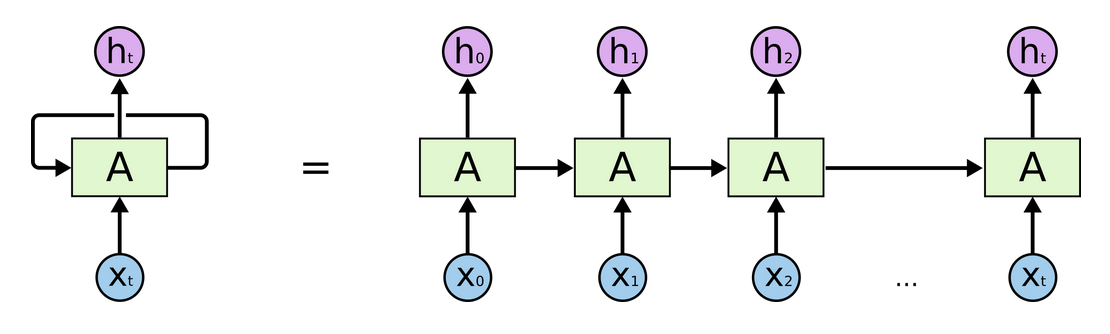 ht h0 h1 h2 ht
A = A A A A
xt x0 x1 x2 ... xt